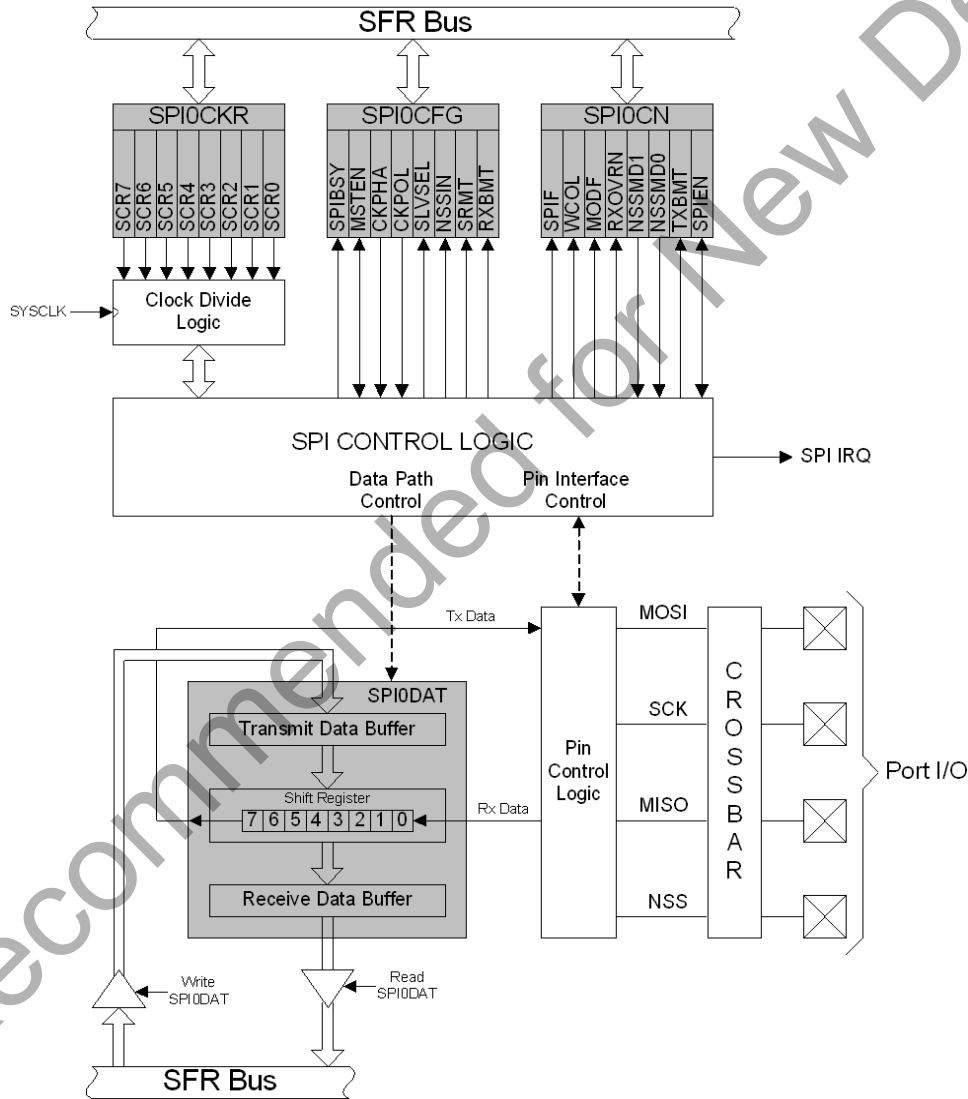 SFR Bus
SPI0CKR
SCR7
SCR6
SCR5
SCR4
SCR3
SCR2
SCR1
SCR0
SPI0CFG
SPIBSY
MSTEN
CKPHA
CKPOL
SLVSEL
NSSIN
SRMT
RXBMT
SPI0CN
SPIF
WCOL
MODF
RXOVRN
NSSMD1
NSSMD0
TXBMT
SPIEN
SYSCLK
Clock Divide
Logic
SPI CONTROL LOGIC
Data Path
Control
Pin Interface
Control
SPI IRQ
Tx Data
SPI0DAT
Transmit Data Buffer
Shift Register
7 6 5 4 3 2 1 0
Rx Data
Receive Data Buffer
Pin
Control
Logic
MOSI
SCK
MISO
NSS
CROSSBAR
Port I/O
Write
SPI0DAT
Read
SPI0DAT
SFR Bus
ecommended for New De